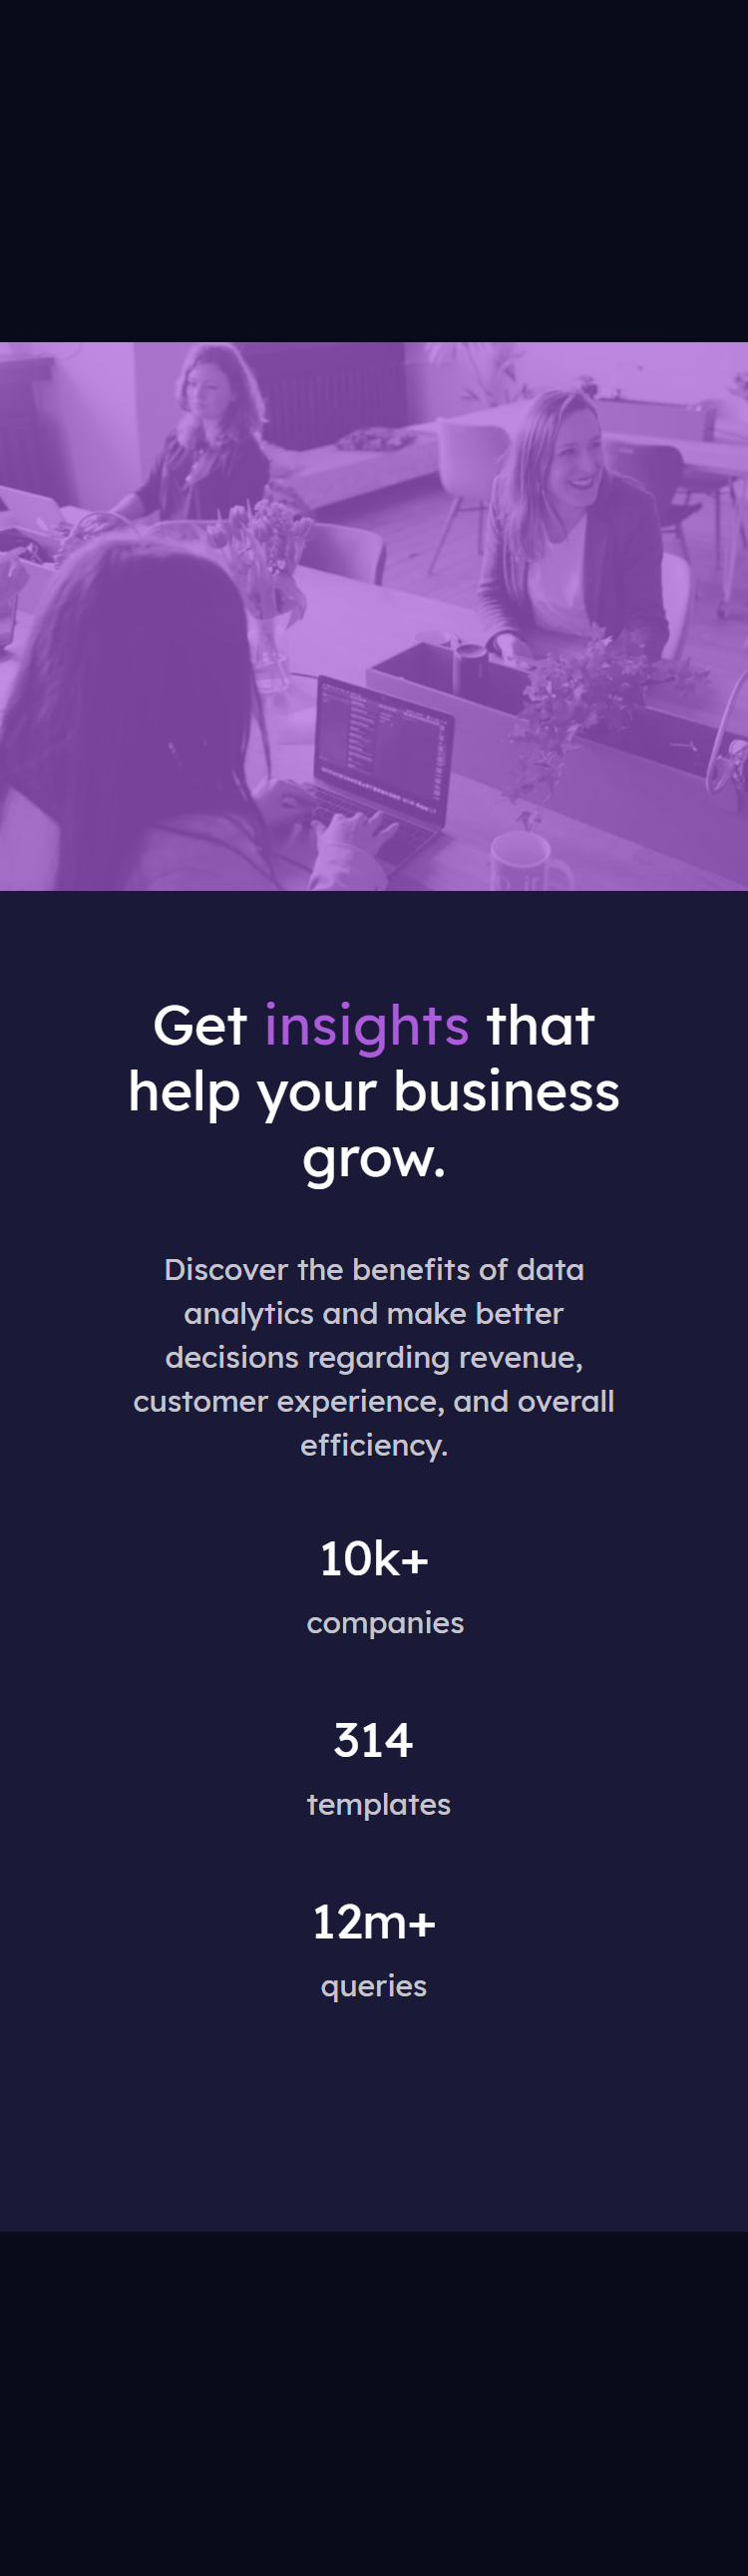 Get insights that
help your business
grow.
Discover the benefits of data
analytics and make better
decisions regarding revenue,
customer experience, and overall
efficiency.
10k+
companies
314
templates
12m+
queries